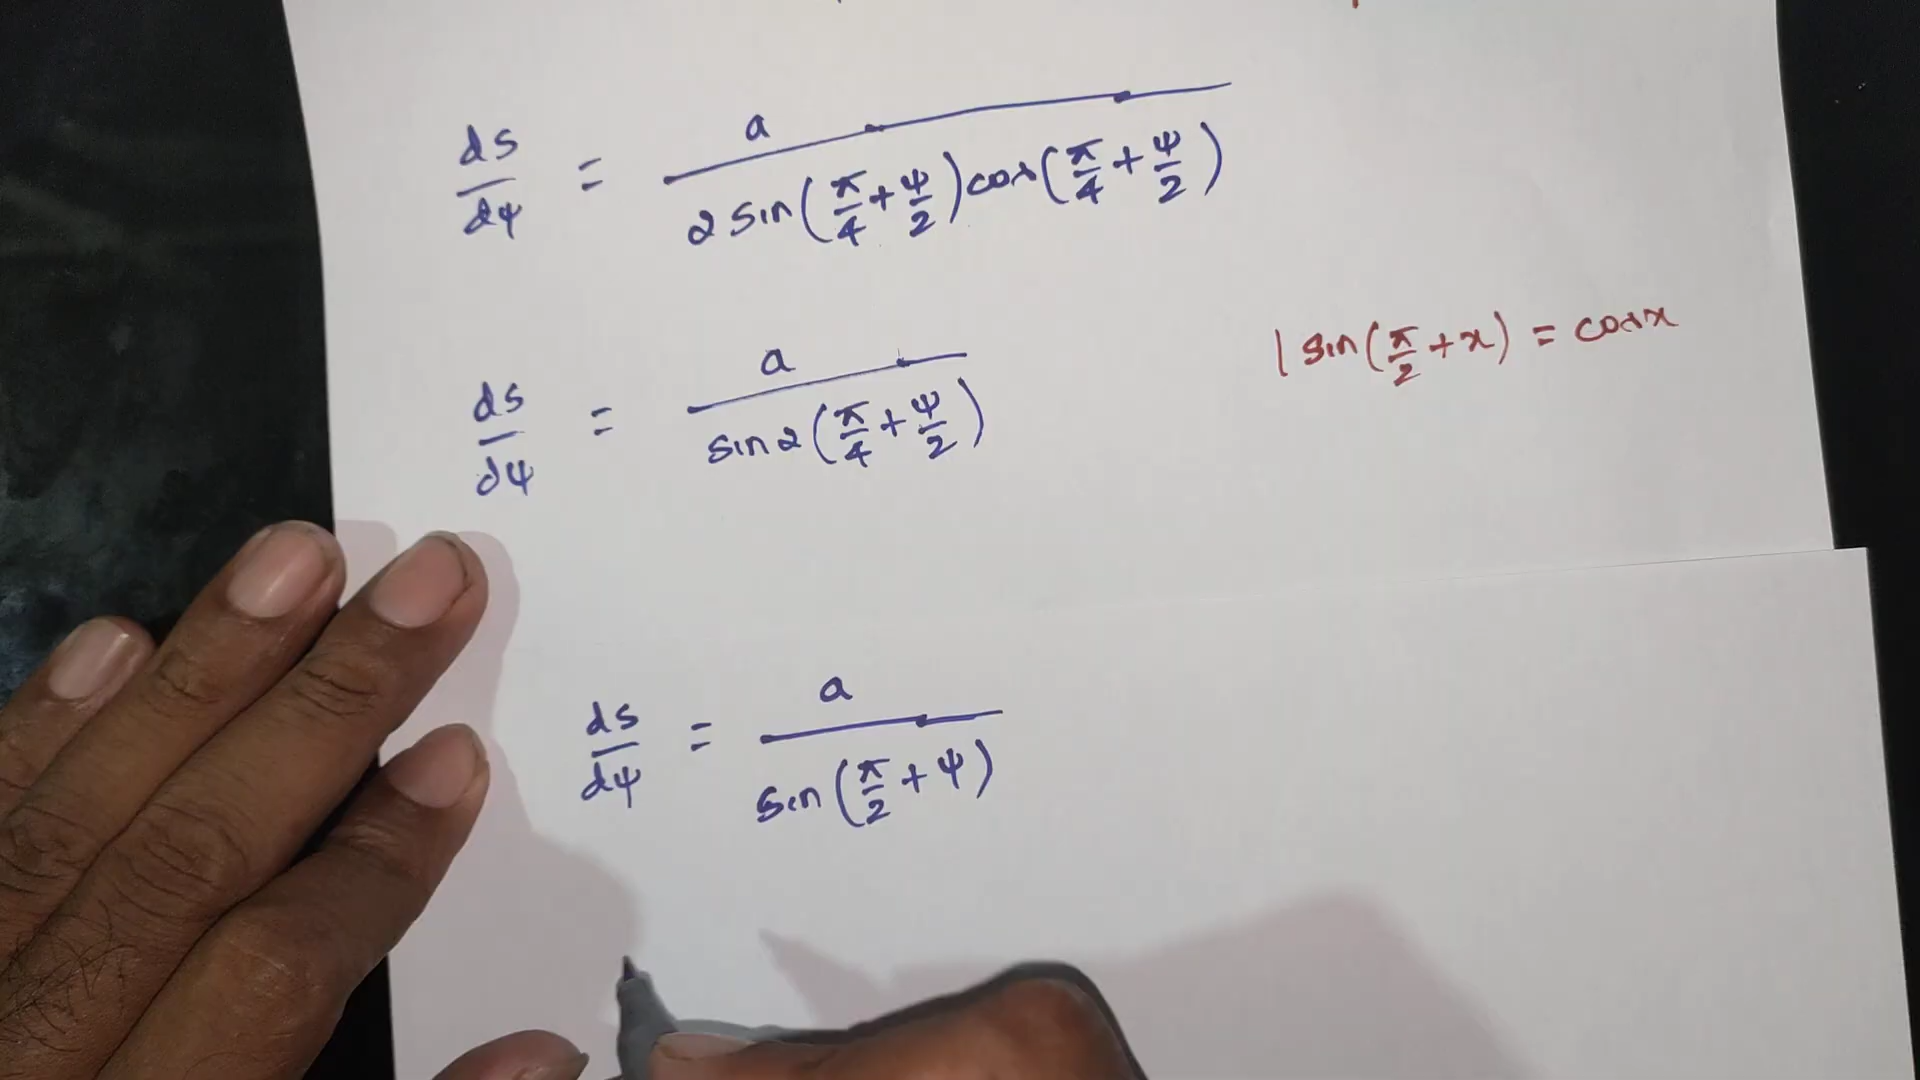 ds/dψ = a / 2 sin(π/4 + ψ/2) cos(π/4 + ψ/2)
| sin(π/2 + x) = cos x
ds/dψ = a / sin 2(π/4 + ψ/2)
ds/dψ = a / sin(π/2 + ψ)